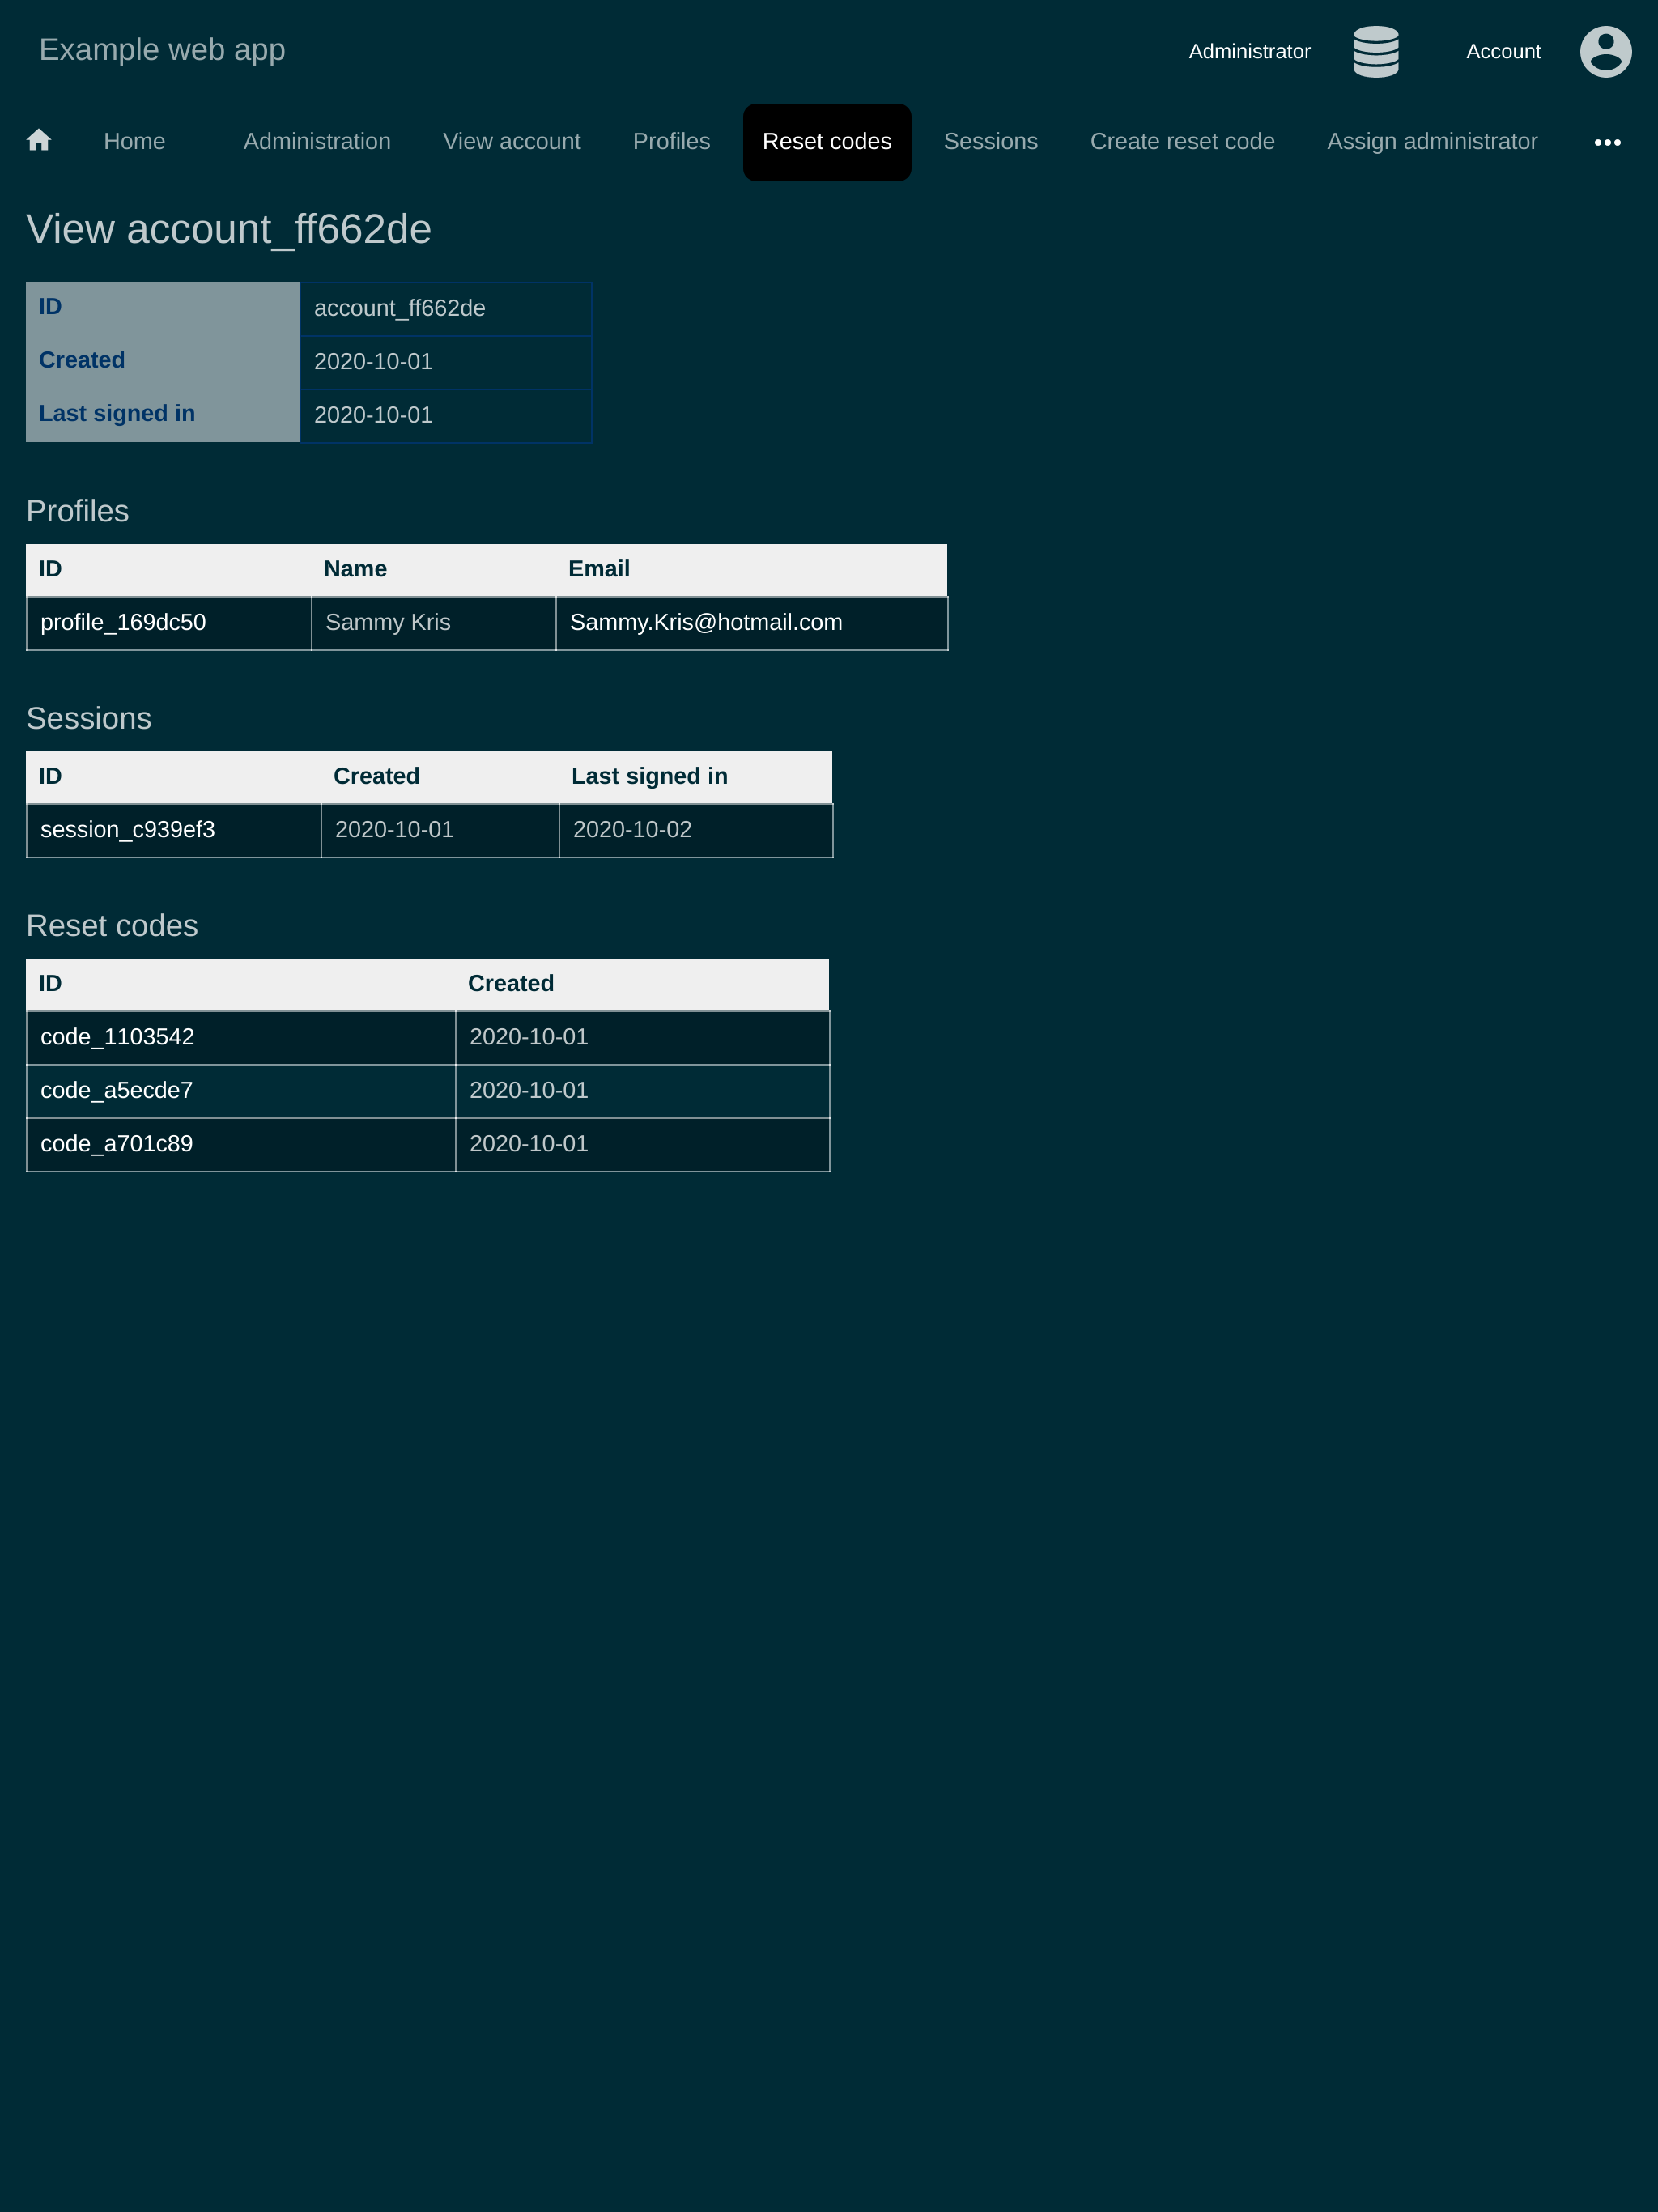 Example web app
Administrator Account
Home Administration View account Profiles Reset codes Sessions Create reset code Assign administrator
View account_ff662de
ID account_ff662de
Created 2020-10-01
Last signed in 2020-10-01
Profiles
ID Name Email
profile_169dc50 Sammy Kris Sammy.Kris@hotmail.com
Sessions
ID Created Last signed in
session_c939ef3 2020-10-01 2020-10-02
Reset codes
ID Created
code_1103542 2020-10-01
code_a5ecde7 2020-10-01
code_a701c89 2020-10-01